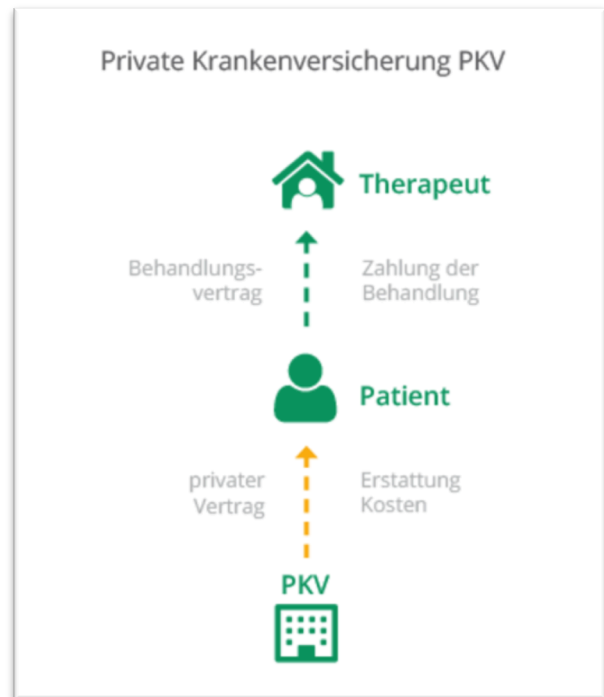 Private Krankenversicherung PKV
Therapeut
Behandlungs-
vertrag
Zahlung der
Behandlung
Patient
privater
Vertrag
Erstattung
Kosten
PKV